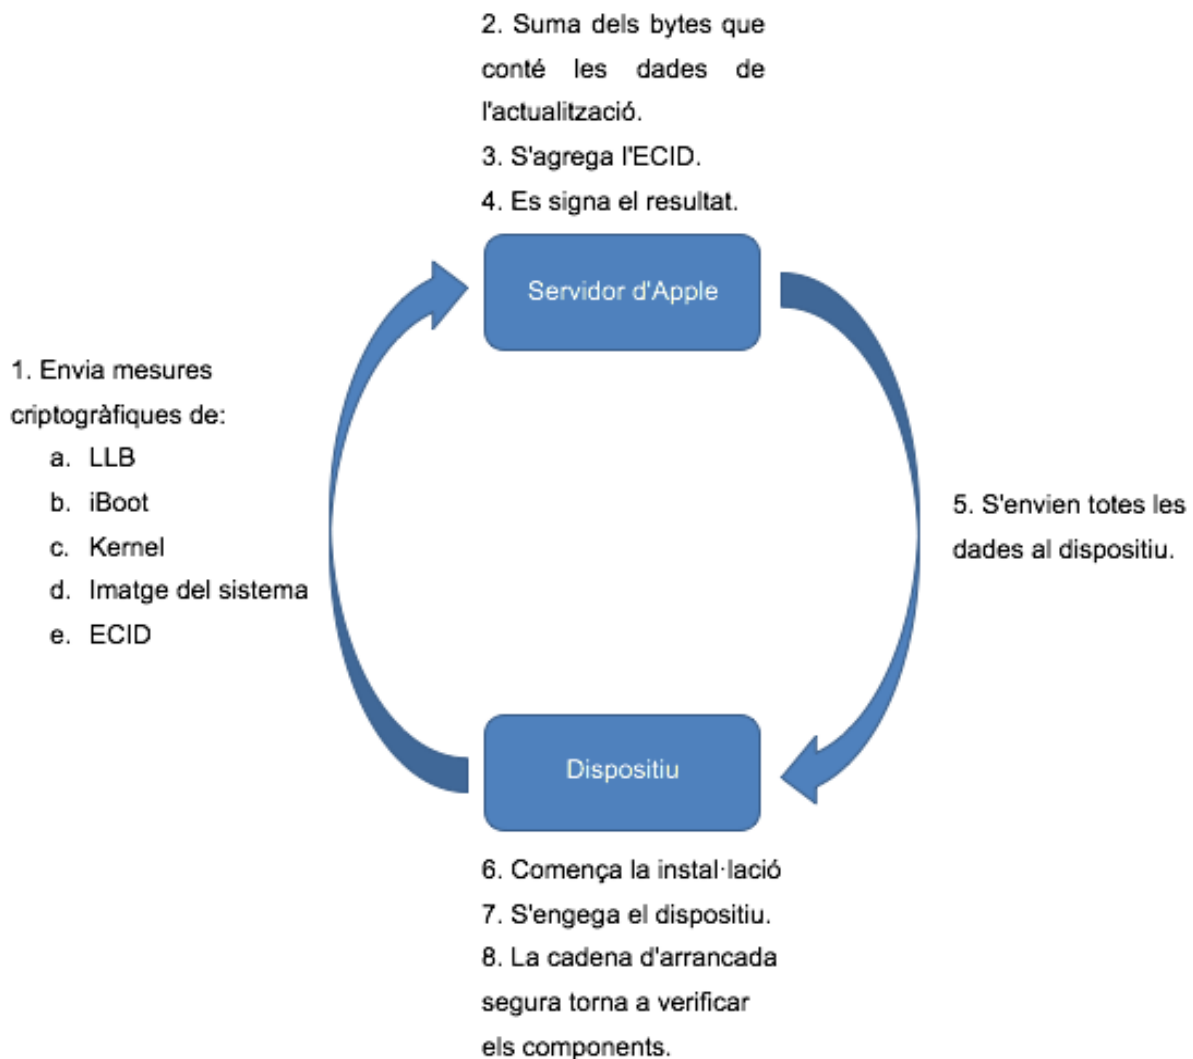 2. Suma dels bytes que
conté les dades de
l'actualització.
3. S'agrega l'ECID.
4. Es signa el resultat.
Servidor d'Apple
1. Envia mesures
criptogràfiques de:
a. LLB
b. iBoot
c. Kernel
d. Imatge del sistema
e. ECID
5. S'envien totes les
dades al dispositiu.
Dispositiu
6. Comença la instal·lació
7. S'engega el dispositiu.
8. La cadena d'arrancada
segura torna a verificar
els components.